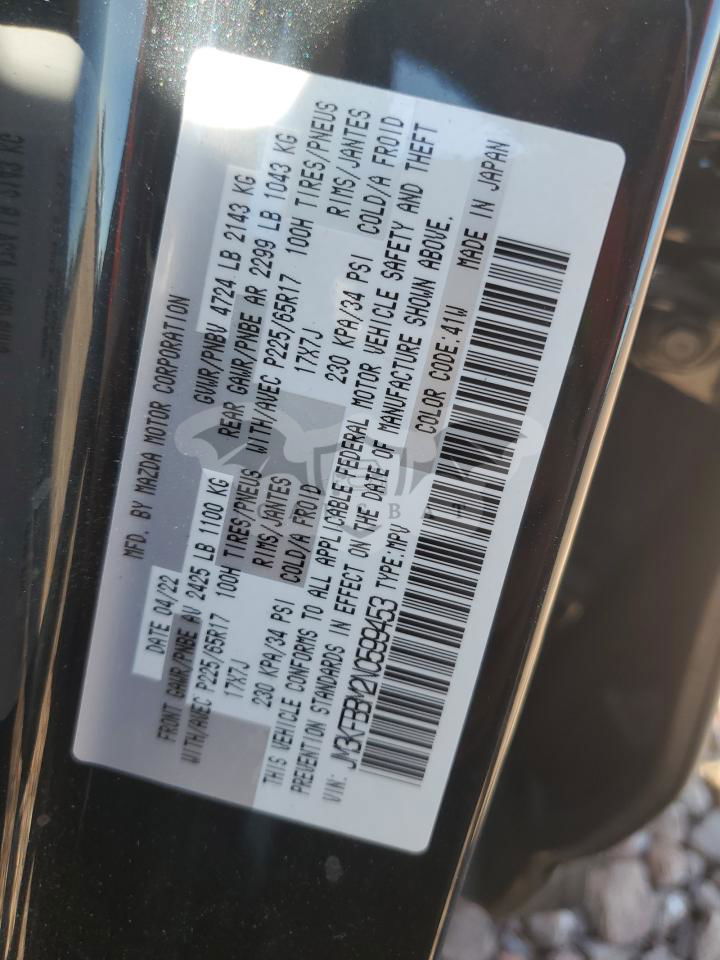 MFD. BY MAZDA MOTOR CORPORATION
DATE 04/22 GVWR/PNBV 4724 LB 2143 KG
FRONT GAWR/PNBE AV 2425 LB 1100 KG REAR GAWR/PNBE AR 2299 LB 1043 KG
WITH/AVEC P225/65R17 100H TIRES/PNEUS WITH/AVEC P225/65R17 100H TIRES/PNEUS
17X7J RIMS/JANTES 17X7J RIMS/JANTES
230 KPA/34 PSI COLD/A FROID 230 KPA/34 PSI COLD/A FROID
THIS VEHICLE CONFORMS TO ALL APPLICABLE FEDERAL MOTOR VEHICLE SAFETY AND THEFT
PREVENTION STANDARDS IN EFFECT ON THE DATE OF MANUFACTURE SHOWN ABOVE.
VIN: JM3KFBBM2N0599453 TYPE:MPV COLOR CODE:41W MADE IN JAPAN